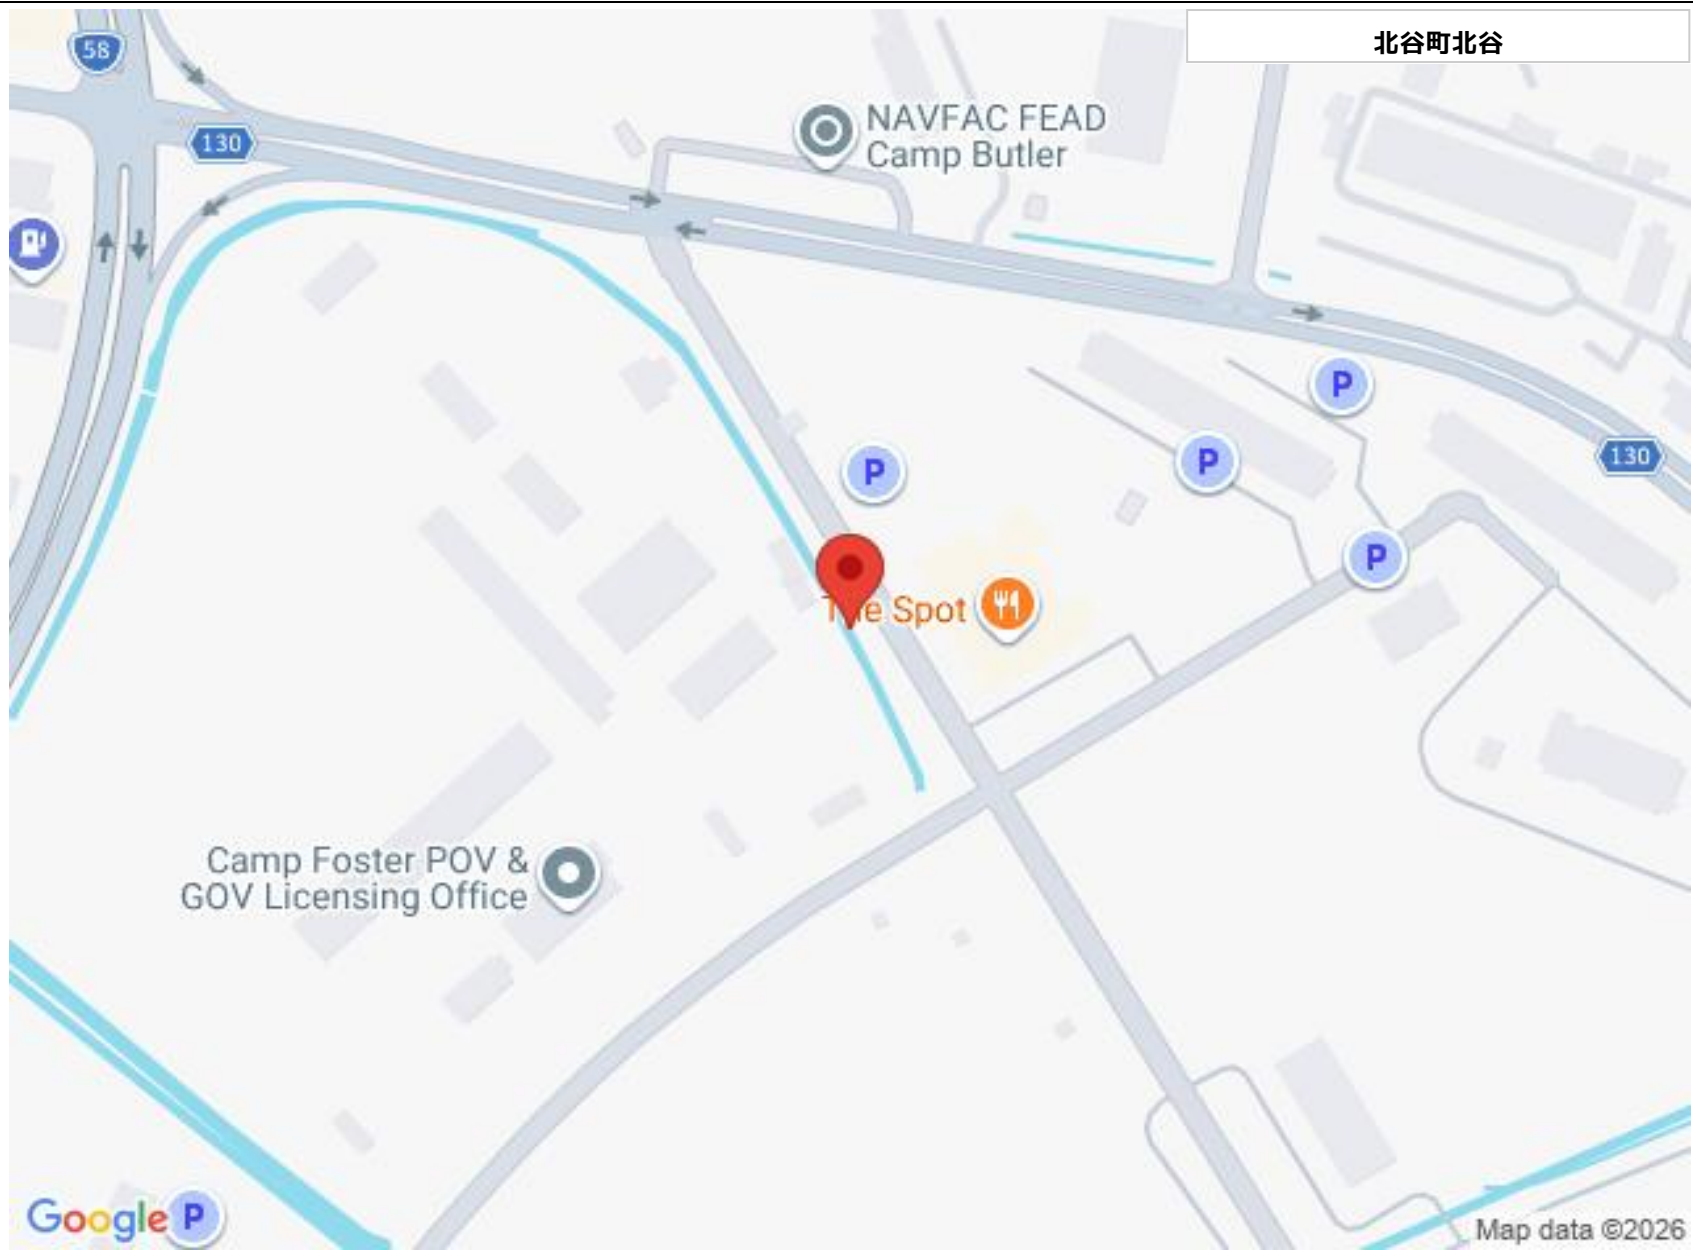 北谷町北谷
58
130
NAVFAC FEAD
Camp Butler
P
P
130
P
P
The Spot
Camp Foster POV &
GOV Licensing Office
Google
P
Map data ©2026